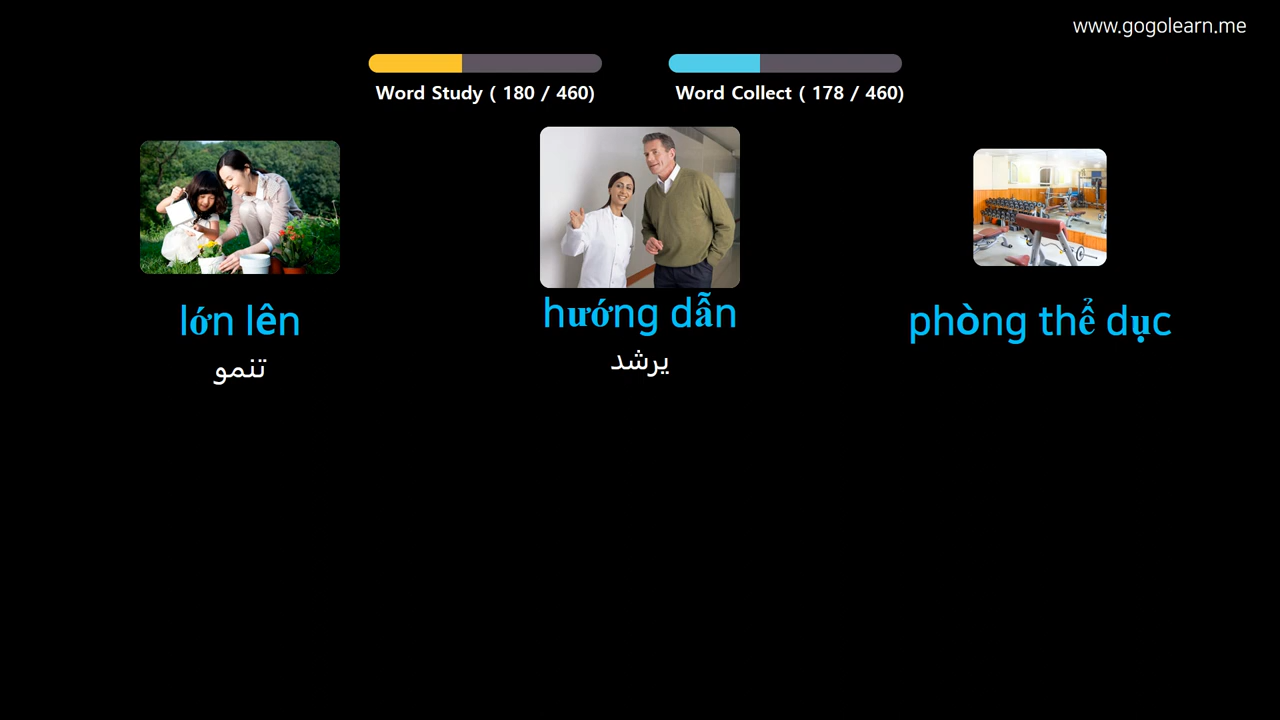 www.gogolearn.me
Word Study ( 180 / 460)
Word Collect ( 178 / 460)
lớn lên
تنمو
hướng dẫn
يرشد
phòng thể dục